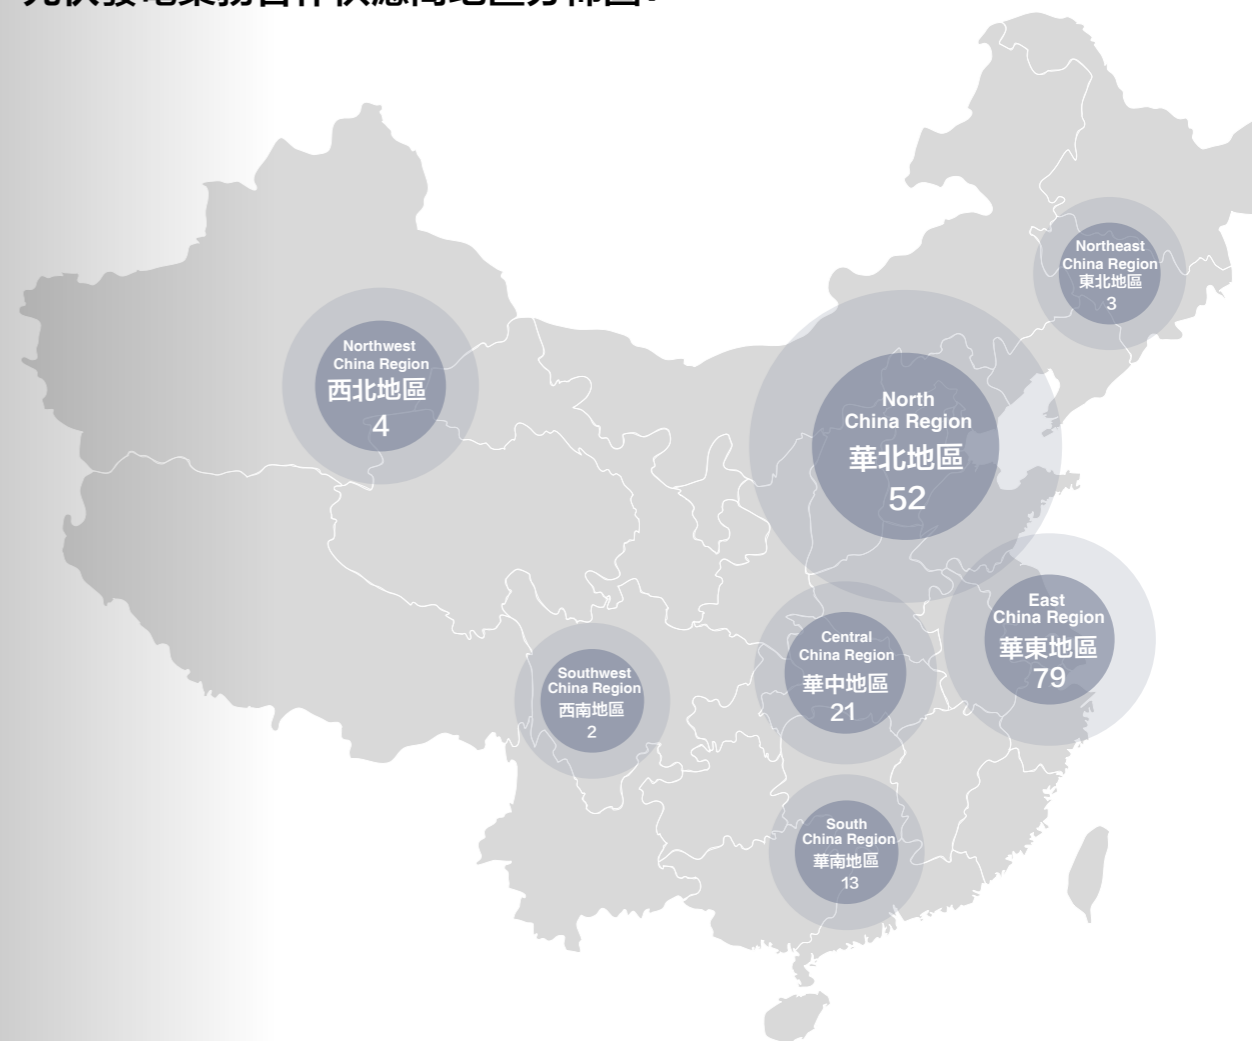 Northeast
China Region
東北地區
3
Northwest
China Region
西北地區
4
North
China Region
華北地區
52
East
China Region
華東地區
79
Central
China Region
華中地區
21
Southwest
China Region
西南地區
2
South
China Region
華南地區
13